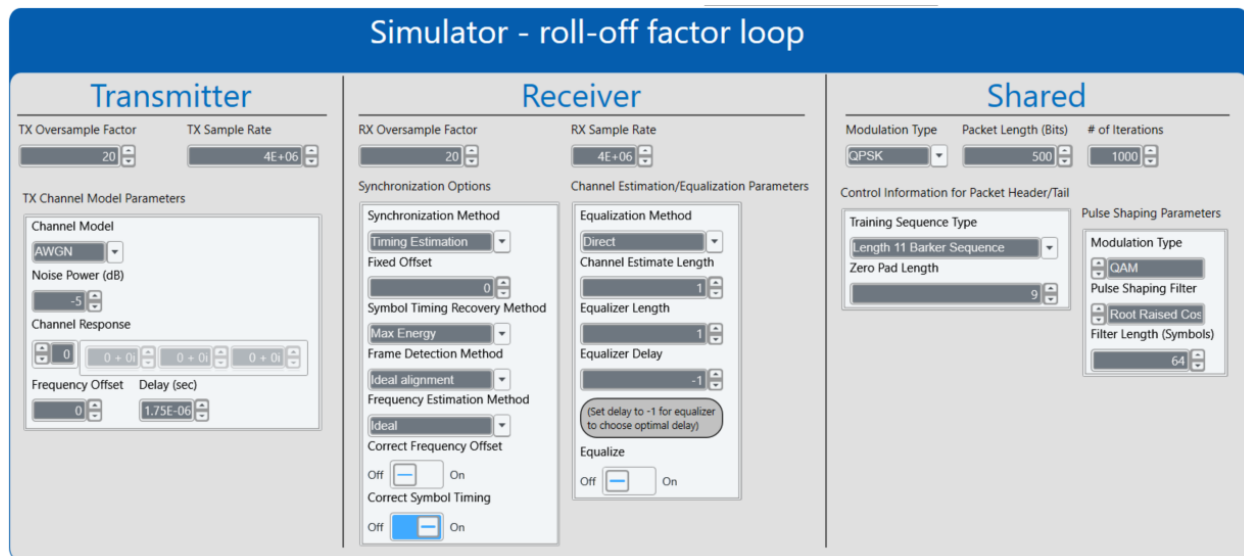 Simulator - roll-off factor loop
Transmitter
TX Oversample Factor
TX Sample Rate
20
4E+06
TX Channel Model Parameters
Channel Model
AWGN
Noise Power (dB)
-5
Channel Response
0
0 + 0i
0 + 0i
0 + 0i
Frequency Offset
Delay (sec)
0
1.75E-06
Receiver
RX Oversample Factor
RX Sample Rate
20
4E+06
Synchronization Options
Synchronization Method
Timing Estimation
Fixed Offset
0
Symbol Timing Recovery Method
Max Energy
Frame Detection Method
Ideal alignment
Frequency Estimation Method
Ideal
Correct Frequency Offset
Off
On
Correct Symbol Timing
Off
On
Channel Estimation/Equalization Parameters
Equalization Method
Direct
Channel Estimate Length
1
Equalizer Length
1
Equalizer Delay
-1
(Set delay to -1 for equalizer
to choose optimal delay)
Equalize
Off
On
Shared
Modulation Type
Packet Length (Bits)
# of Iterations
QPSK
500
1000
Control Information for Packet Header/Tail
Training Sequence Type
Length 11 Barker Sequence
Zero Pad Length
9
Pulse Shaping Parameters
Modulation Type
QAM
Pulse Shaping Filter
Root Raised Cos
Filter Length (Symbols)
64